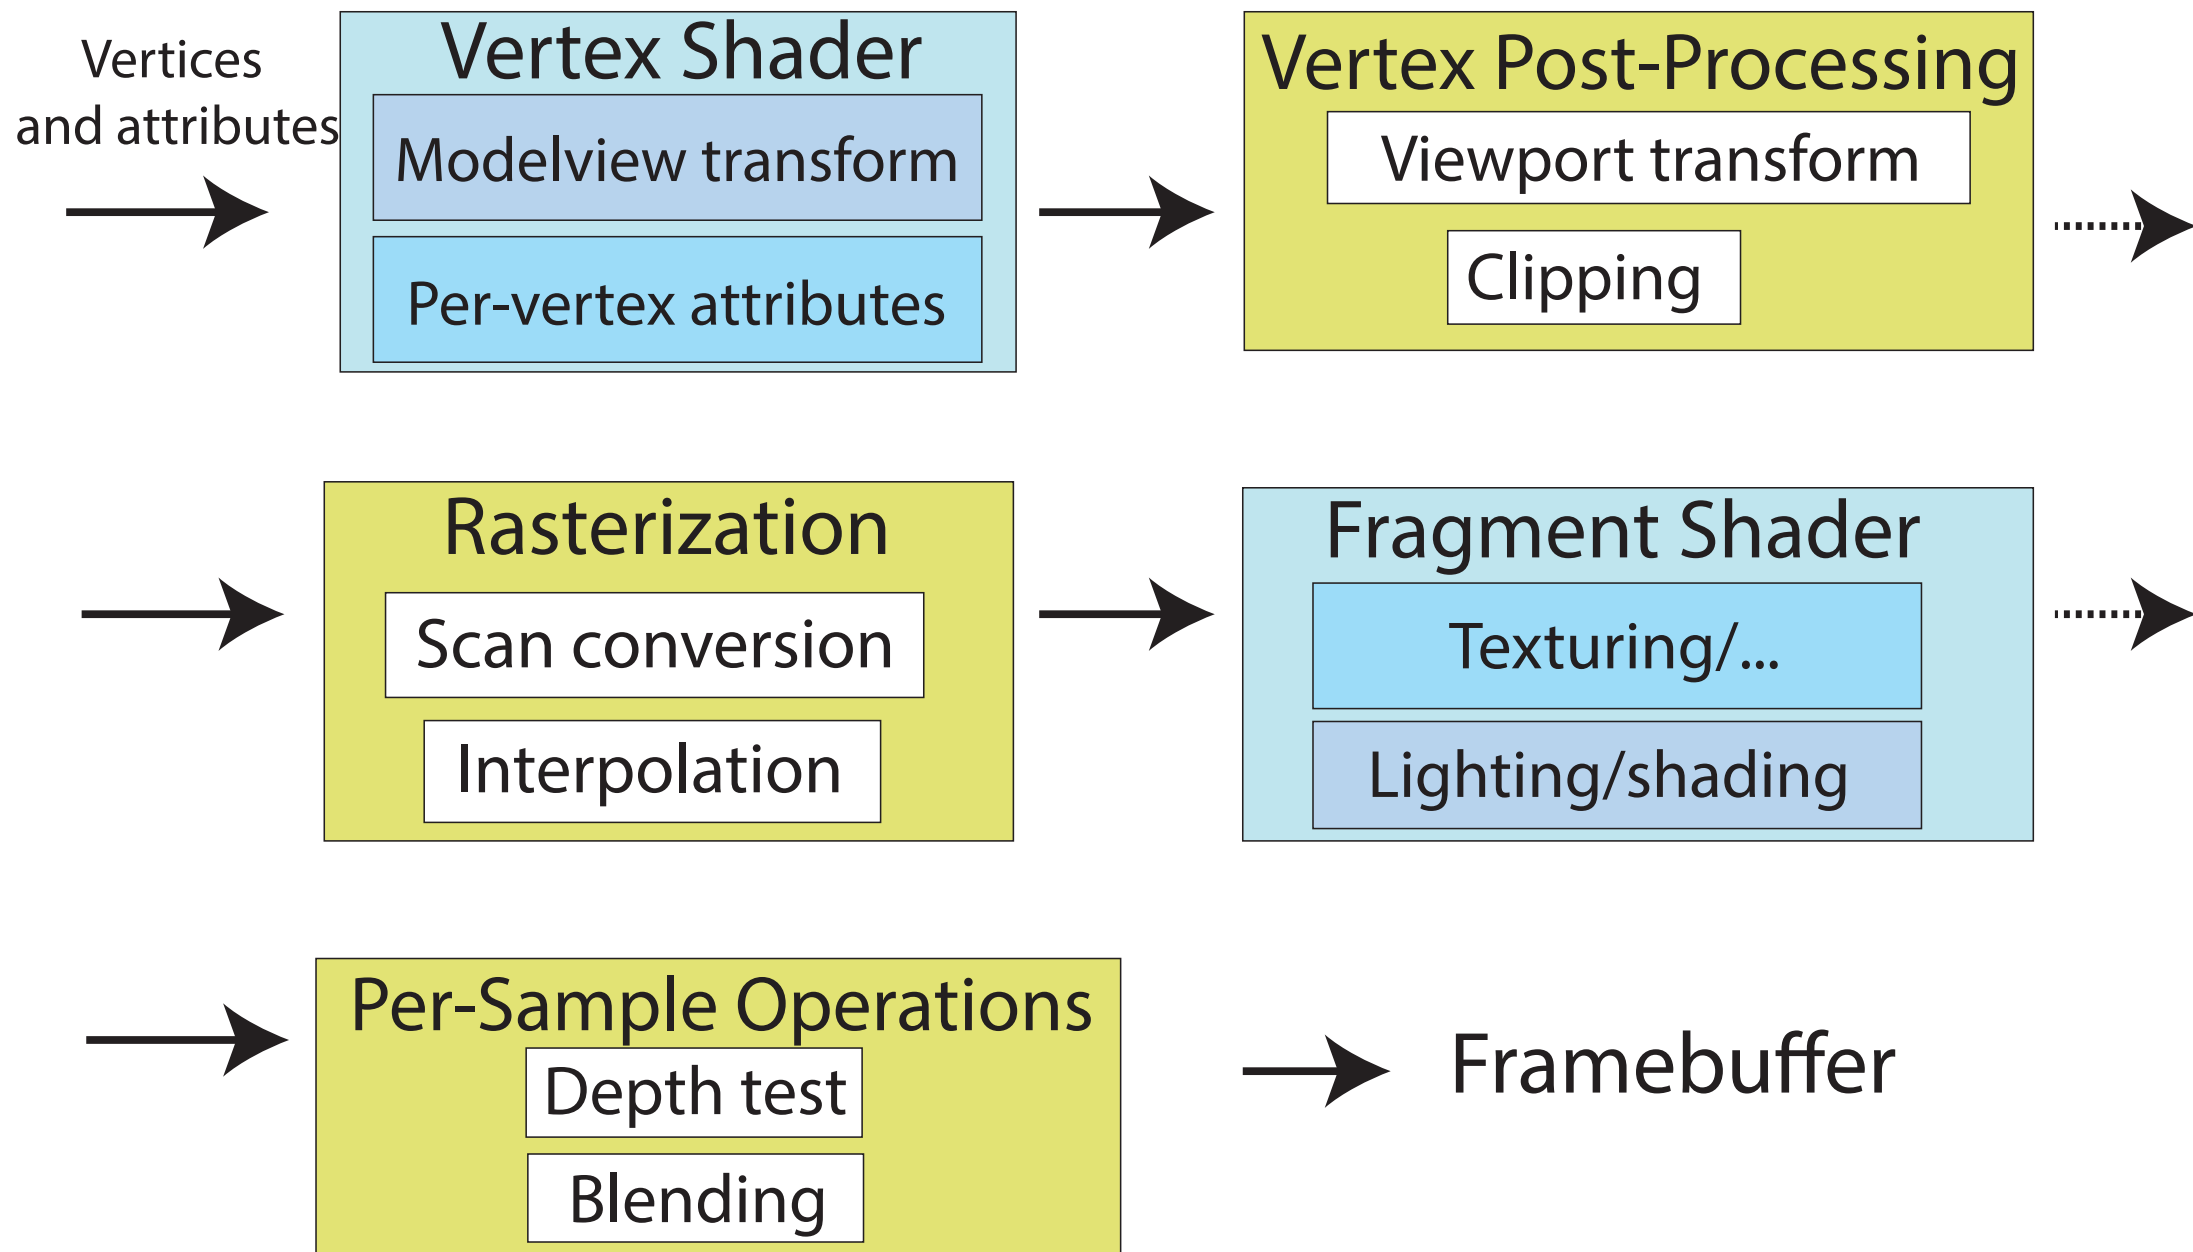 Vertices
and attributes
Vertex Shader
Modelview transform
Per-vertex attributes
Vertex Post-Processing
Viewport transform
Clipping
Rasterization
Scan conversion
Interpolation
Fragment Shader
Texturing/...
Lighting/shading
Per-Sample Operations
Depth test
Blending
Framebuffer